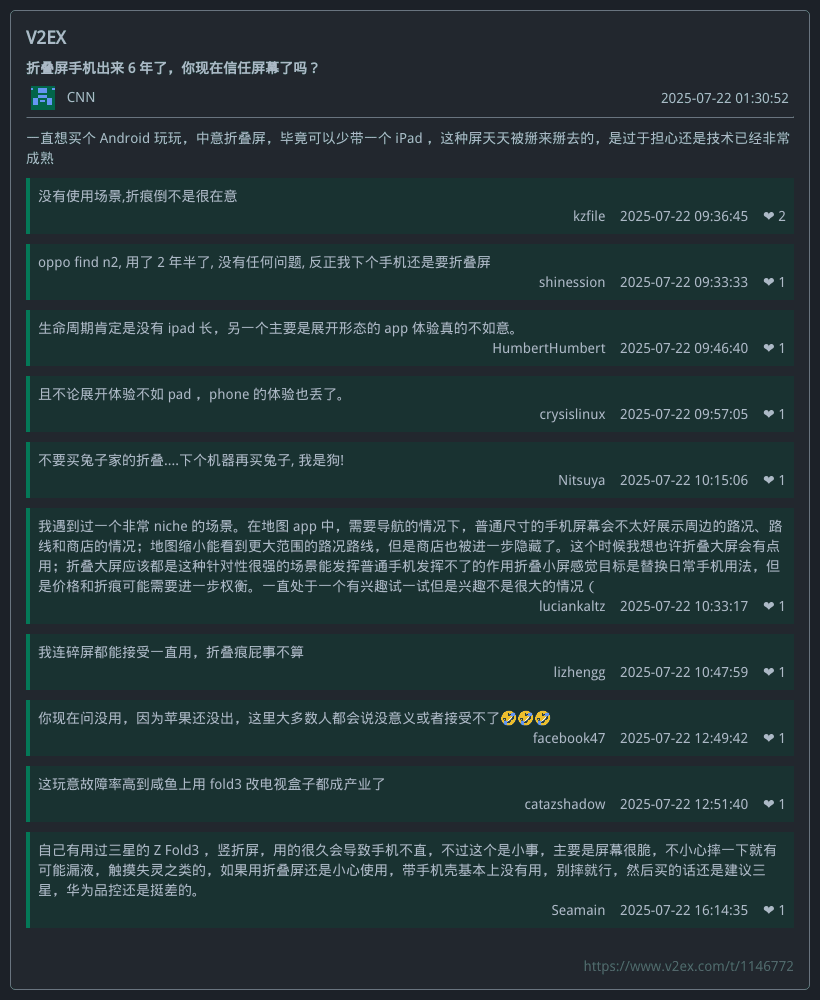 V2EX
折叠屏手机出来 6 年了，你现在信任屏幕了吗？
CNN
2025-07-22 01:30:52
一直想买个 Android 玩玩，中意折叠屏，毕竟可以少带一个 iPad ，这种屏天天被掰来掰去的，是过于担心还是技术已经非常
成熟
没有使用场景,折痕倒不是很在意
kzfile 2025-07-22 09:36:45 ❤ 2
oppo find n2, 用了 2 年半了, 没有任何问题, 反正我下个手机还是要折叠屏
shinession 2025-07-22 09:33:33 ❤ 1
生命周期肯定是没有 ipad 长，另一个主要是展开形态的 app 体验真的不如意。
HumbertHumbert 2025-07-22 09:46:40 ❤ 1
且不论展开体验不如 pad ，phone 的体验也丢了。
crysislinux 2025-07-22 09:57:05 ❤ 1
不要买兔子家的折叠....下个机器再买兔子, 我是狗!
Nitsuya 2025-07-22 10:15:06 ❤ 1
我遇到过一个非常 niche 的场景。在地图 app 中，需要导航的情况下，普通尺寸的手机屏幕会不太好展示周边的路况、路
线和商店的情况；地图缩小能看到更大范围的路况路线，但是商店也被进一步隐藏了。这个时候我想也许折叠大屏会有点
用；折叠大屏应该都是这种针对性很强的场景能发挥普通手机发挥不了的作用折叠小屏感觉目标是替换日常手机用法，但
是价格和折痕可能需要进一步权衡。一直处于一个有兴趣试一试但是兴趣不是很大的情况（
luciankaltz 2025-07-22 10:33:17 ❤ 1
我连碎屏都能接受一直用，折叠痕屁事不算
lizhengg 2025-07-22 10:47:59 ❤ 1
你现在问没用，因为苹果还没出，这里大多数人都会说没意义或者接受不了🤣🤣🤣
facebook47 2025-07-22 12:49:42 ❤ 1
这玩意故障率高到咸鱼上用 fold3 改电视盒子都成产业了
catazshadow 2025-07-22 12:51:40 ❤ 1
自己有用过三星的 Z Fold3 ，竖折屏，用的很久会导致手机不直，不过这个是小事，主要是屏幕很脆，不小心摔一下就有
可能漏液，触摸失灵之类的，如果用折叠屏还是小心使用，带手机壳基本上没有用，别摔就行，然后买的话还是建议三
星，华为品控还是挺差的。
Seamain 2025-07-22 16:14:35 ❤ 1
https://www.v2ex.com/t/1146772